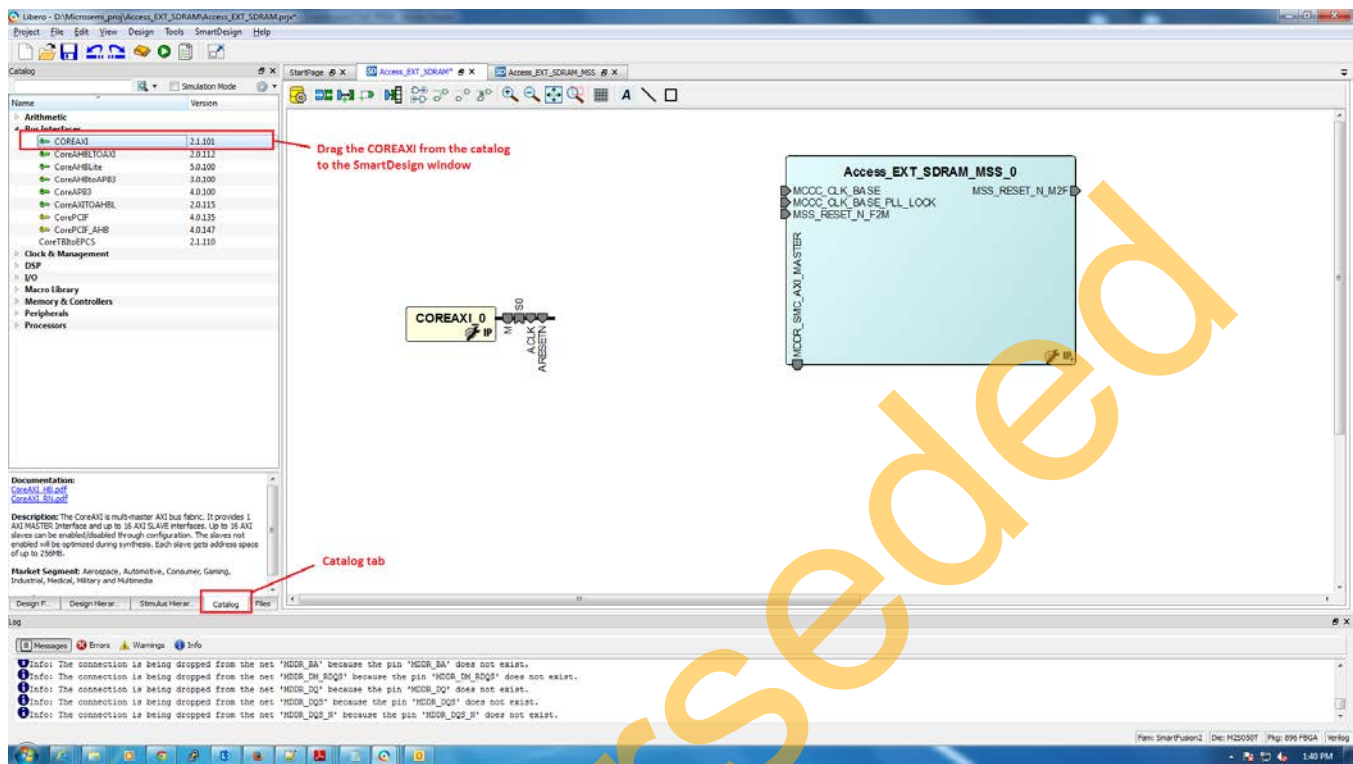 Libero - D:\Microsemi_proj\Access_EXT_SDRAM\Access_EXT_SDRAM.prjx*
Project File Edit View Design Tools SmartDesign Help
Catalog
Simulation Mode
Name Version
Arithmetic
Bus Interfaces
COREAXI 2.1.101
CoreAHBLTOAXI 2.0.112
CoreAHBLite 5.0.100
CoreAHBtoAPB3 3.0.100
CoreAPB3 4.0.100
CoreAXITOAHBL 2.0.115
CorePCIF 4.0.135
CorePCIF_AHB 4.0.147
CoreTBItoEPCS 2.1.110
Clock & Management
DSP
I/O
Macro Library
Memory & Controllers
Peripherals
Processors
Documentation:
CoreAXI_HB.pdf
CoreAXI_RN.pdf
Description: The CoreAXI is multi-master AXI bus fabric. It provides 1
AXI MASTER Interface and up to 16 AXI SLAVE interfaces. Up to 16 AXI
slaves can be enabled/disabled through configuration. The slaves not
enabled will be optimized during synthesis. Each slave gets address space
of up to 256MB.
Market Segment: Aerospace, Automotive, Consumer, Gaming,
Industrial, Medical, Military and Multimedia
Design F... Design Hierar... Stimulus Hierar... Catalog Files
StartPage Access_EXT_SDRAM* Access_EXT_SDRAM_MSS
A
Drag the COREAXI from the catalog
to the SmartDesign window
COREAXI_0
IP
M
S0
ACLK
ARESETN
Access_EXT_SDRAM_MSS_0
MCCC_CLK_BASE MSS_RESET_N_M2F
MCCC_CLK_BASE_PLL_LOCK
MSS_RESET_N_F2M
MDDR_SMC_AXI_MASTER
IP
Catalog tab
Log
Messages Errors Warnings Info
Info: The connection is being dropped from the net 'MDDR_BA' because the pin 'MDDR_BA' does not exist.
Info: The connection is being dropped from the net 'MDDR_DM_RDQS' because the pin 'MDDR_DM_RDQS' does not exist.
Info: The connection is being dropped from the net 'MDDR_DQ' because the pin 'MDDR_DQ' does not exist.
Info: The connection is being dropped from the net 'MDDR_DQS' because the pin 'MDDR_DQS' does not exist.
Info: The connection is being dropped from the net 'MDDR_DQS_N' because the pin 'MDDR_DQS_N' does not exist.
Fam: SmartFusion2 Die: M2S050T Pkg: 896 FBGA Verilog
1:40 PM
rseded